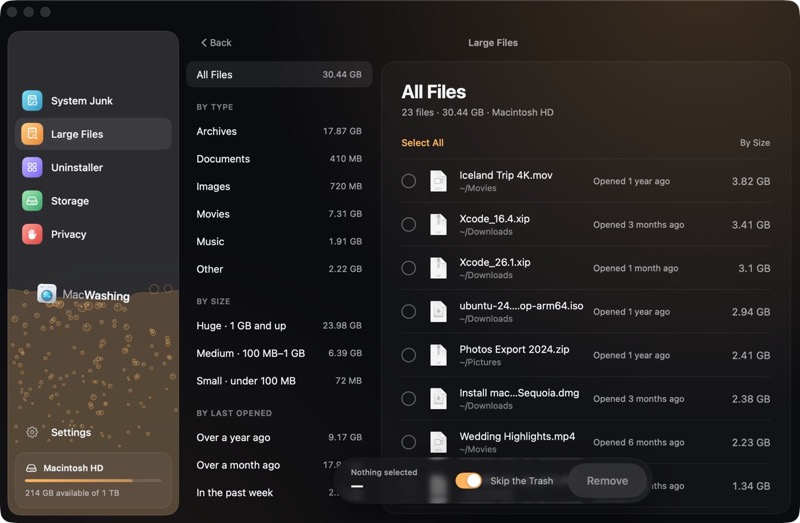 Back
Large Files
System Junk
Large Files
Uninstaller
Storage
Privacy
MacWashing
Settings
Macintosh HD
214 GB available of 1 TB
All Files 30.44 GB
BY TYPE
Archives 17.87 GB
Documents 410 MB
Images 720 MB
Movies 7.31 GB
Music 1.91 GB
Other 2.22 GB
BY SIZE
Huge · 1 GB and up 23.98 GB
Medium · 100 MB–1 GB 6.39 GB
Small · under 100 MB 72 MB
BY LAST OPENED
Over a year ago 9.17 GB
Over a month ago
In the past week
All Files
23 files · 30.44 GB · Macintosh HD
Select All By Size
Iceland Trip 4K.mov Opened 1 year ago 3.82 GB
~/Movies
Xcode_16.4.xip Opened 3 months ago 3.41 GB
~/Downloads
Xcode_26.1.xip Opened 1 month ago 3.1 GB
~/Downloads
ubuntu-24....op-arm64.iso Opened 1 year ago 2.94 GB
~/Downloads
Photos Export 2024.zip Opened 1 year ago 2.41 GB
~/Pictures
Install mac...Sequoia.dmg Opened 3 months ago 2.38 GB
~/Downloads
Wedding Highlights.mp4 Opened 6 months ago 2.23 GB
~/Movies
ago 1.34 GB
Nothing selected
–
Skip the Trash
Remove